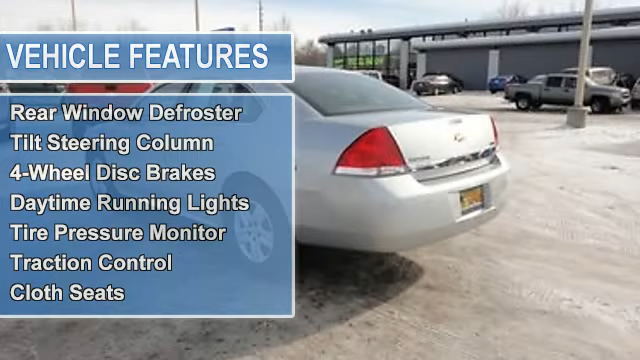 VEHICLE FEATURES
Rear Window Defroster
Tilt Steering Column
4-Wheel Disc Brakes
Daytime Running Lights
Tire Pressure Monitor
Traction Control
Cloth Seats